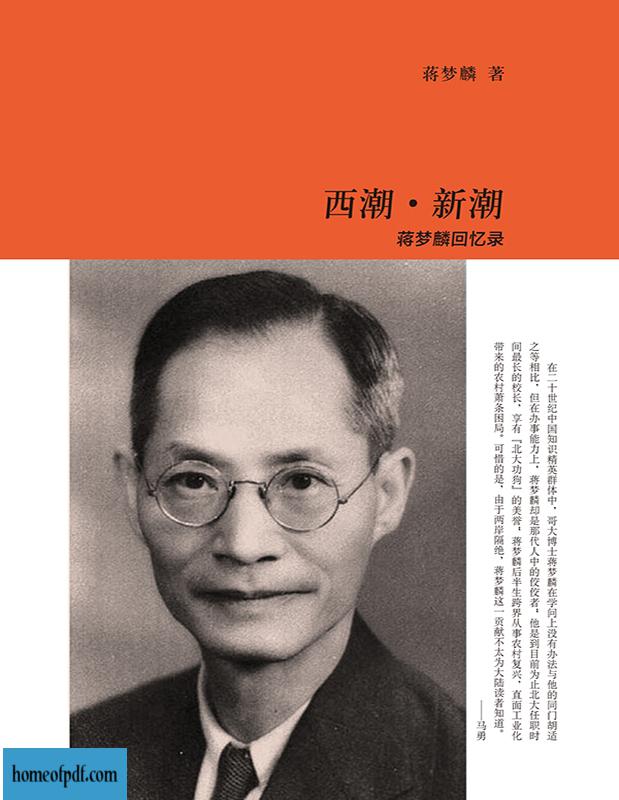 蒋梦麟 著
西潮·新潮
蒋梦麟回忆录
在二十世纪中国知识精英群体中，哥大博士蒋梦麟在学问上没有办法与他的同门胡适
之等相比，但在办事能力上，蒋梦麟却是那代人中的佼佼者，他是到目前为止北大任职时
间最长的校长，享有『北大功狗』的美誉。蒋梦麟后半生跨界从事农村复兴，直面工业化
带来的农村萧条困局。可惜的是，由于两岸隔绝，蒋梦麟这一贡献不太为大陆读者知道。
——马勇
homeofpdf.com